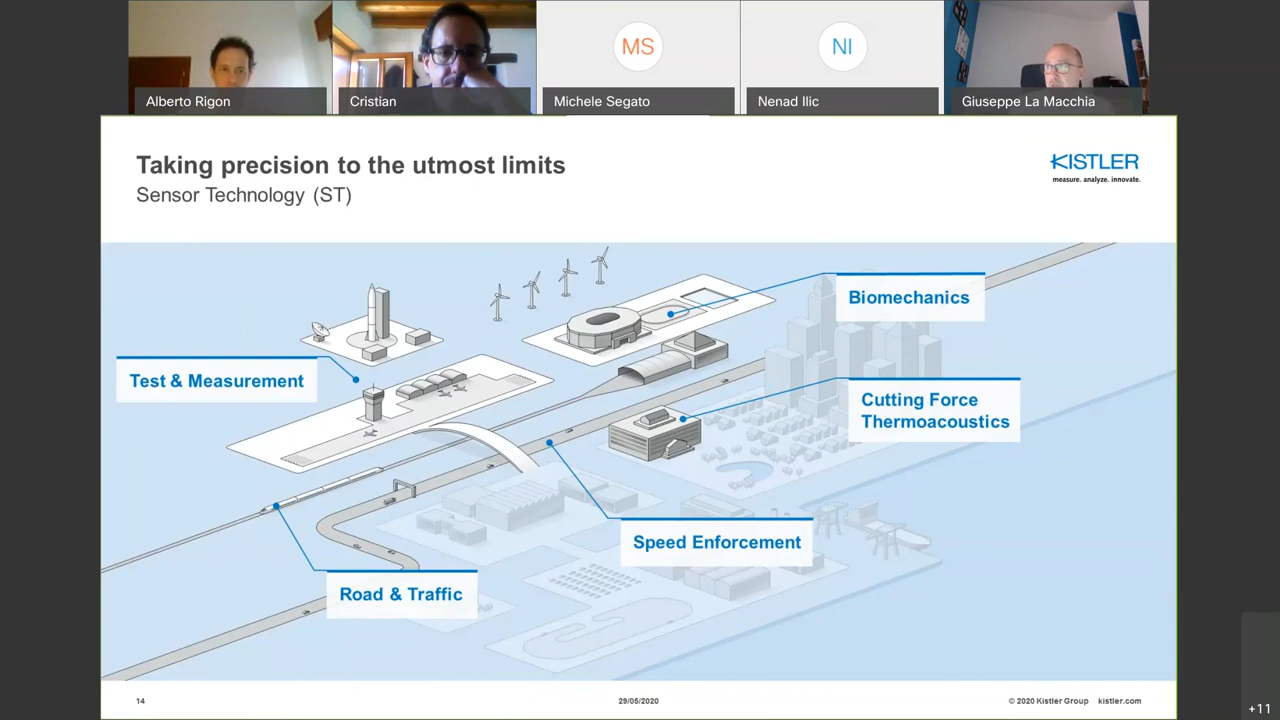 MS
NI
Alberto Rigon
Cristian
Michele Segato
Nenad Ilic
Giuseppe La Macchia
Taking precision to the utmost limits
Sensor Technology (ST)
KISTLER
measure. analyze. innovate.
Biomechanics
Test & Measurement
Cutting Force
Thermoacoustics
Speed Enforcement
Road & Traffic
14
29/05/2020
© 2020 Kistler Group kistler.com
+11